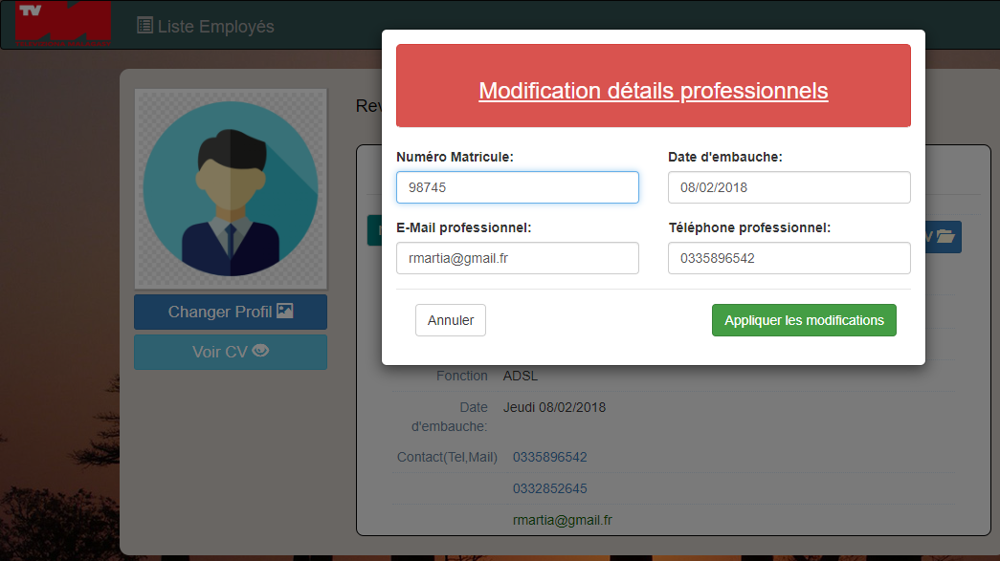 TV
Liste Employés
Rev
Modification détails professionnels
Numéro Matricule:
Date d'embauche:
98745
08/02/2018
E-Mail professionnel:
Téléphone professionnel:
rmartia@gmail.fr
0335896542
V
Annuler
Appliquer les modifications
Changer Profil
Voir CV
Fonction ADSL
Date d'embauche: Jeudi 08/02/2018
Contact(Tel,Mail) 0335896542
0332852645
rmartia@gmail.fr